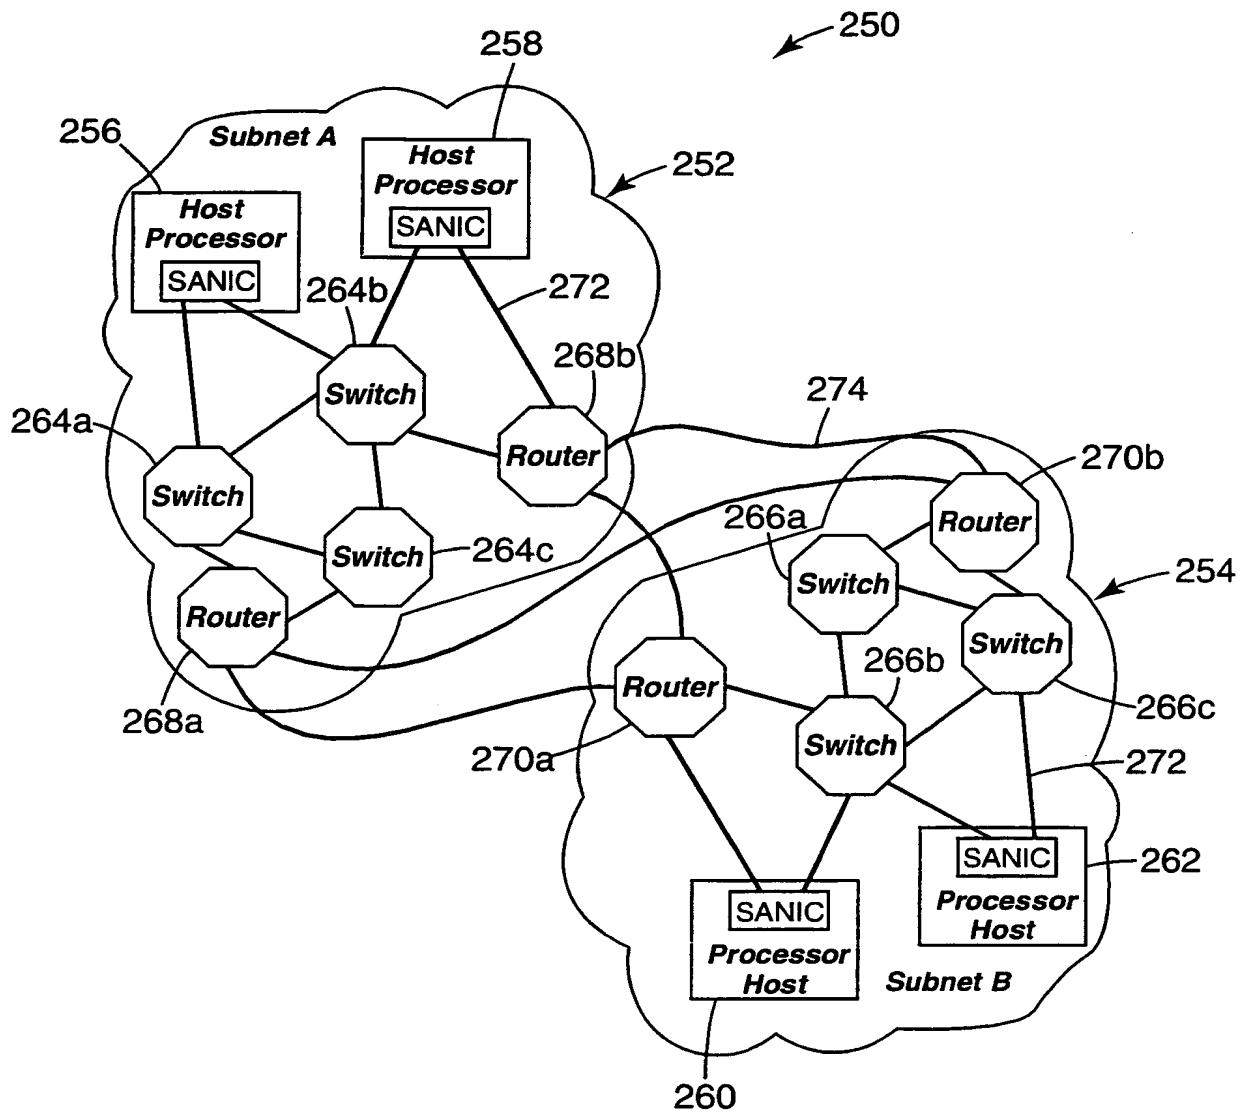 250
258
256
Subnet A
Host
Processor
SANIC
252
Host
Processor
SANIC
264b
272
268b
274
264a
Switch
Router
270b
Switch
266a
Router
Switch
264c
Switch
254
Router
Switch
266b
268a
Router
266c
270a
Switch
272
SANIC
262
Processor
Host
SANIC
Processor
Host
Subnet B
260